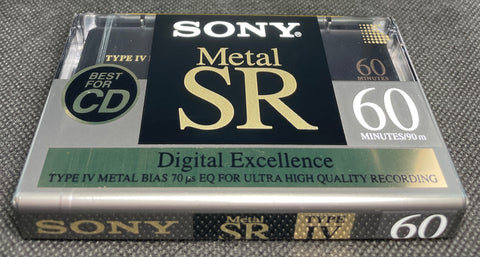 SONY.
TYPE IV
Metal
SR
60
MINUTES
BEST
FOR
CD
60
MINUTES/90m
Digital Excellence
TYPE IV METAL BIAS 70 µs EQ FOR ULTRA HIGH QUALITY RECORDING
SONY
Metal
SR
TYPE
IV
60